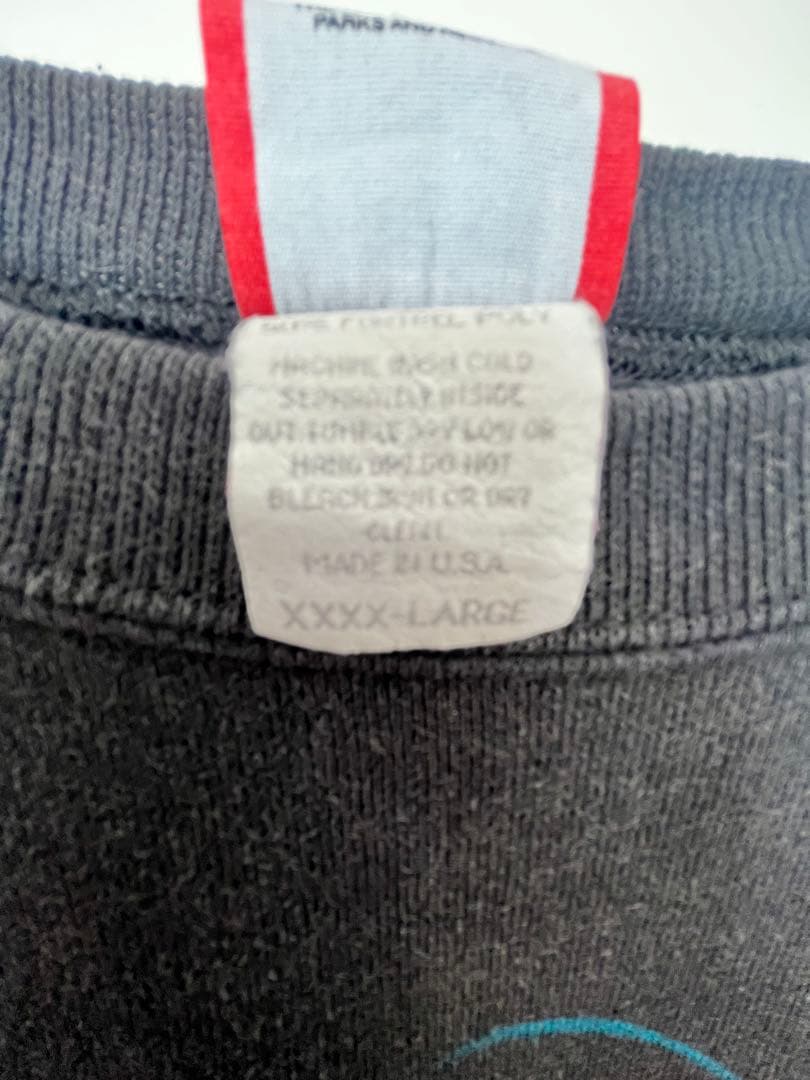 PARKS AND
MACHINE WASH COLD
SEPARATELY INSIDE
OUT TUMBLE DRY LOW OR
HANG DRY DO NOT
BLEACH OR DRY
CLEAN
MADE IN U.S.A.
XXXX-LARGE